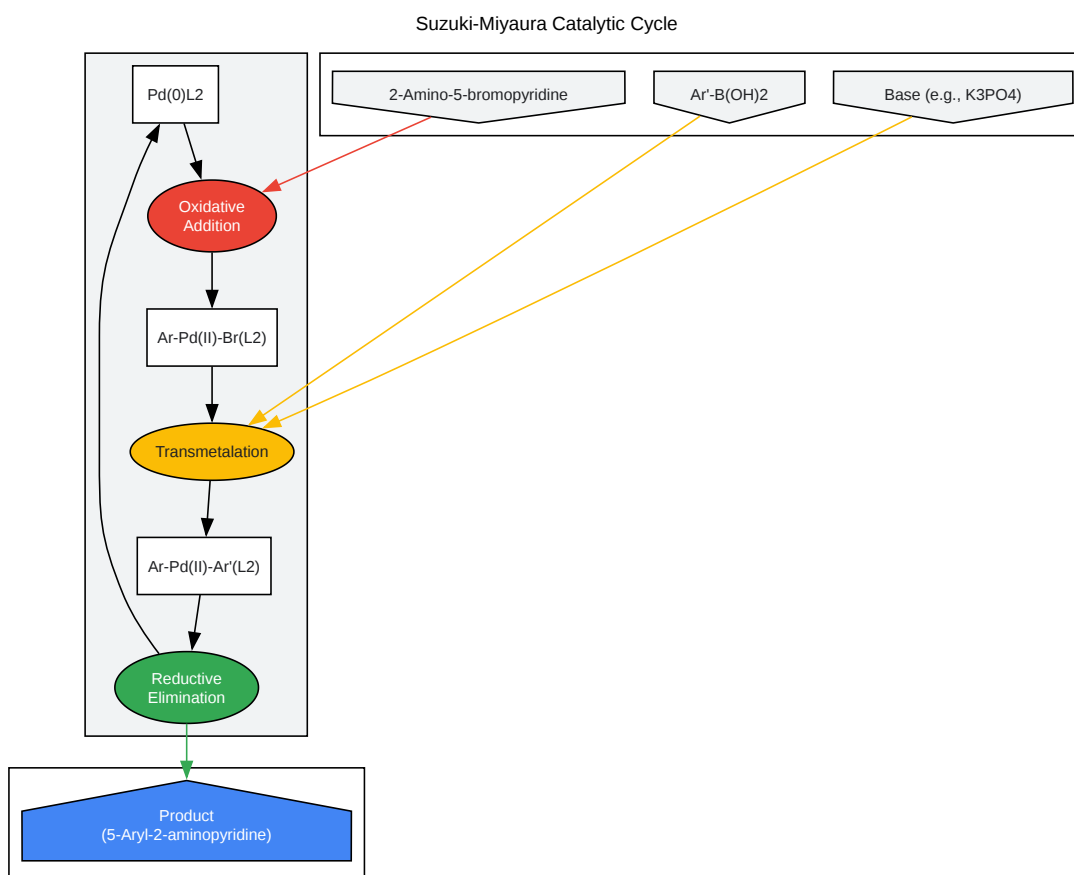 Suzuki-Miyaura Catalytic Cycle
Pd(0)L2
2-Amino-5-bromopyridine
Ar'-B(OH)2
Base (e.g., K3PO4)
Oxidative
Addition
Ar-Pd(II)-Br(L2)
Transmetalation
Ar-Pd(II)-Ar'(L2)
Reductive
Elimination
Product
(5-Aryl-2-aminopyridine)